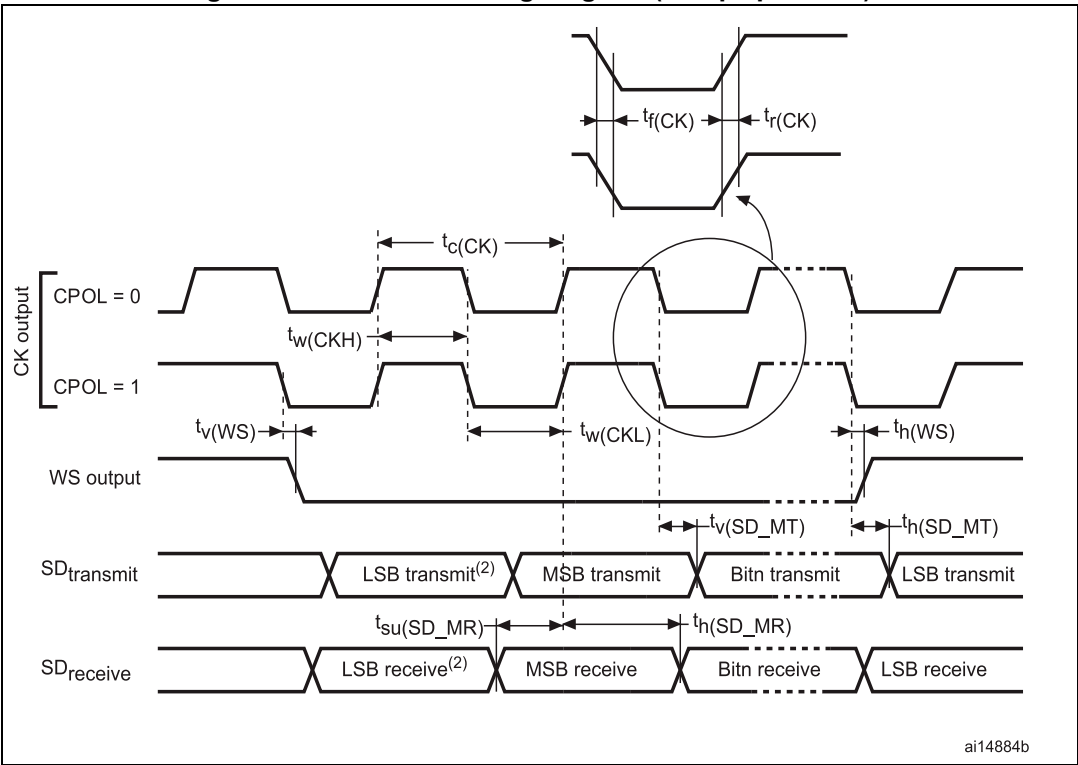 tf(CK)
tr(CK)
tc(CK)
CK output
CPOL = 0
tw(CKH)
CPOL = 1
tv(WS)
tw(CKL)
th(WS)
WS output
tv(SD_MT)
th(SD_MT)
SDtransmit
LSB transmit(2)
MSB transmit
Bitn transmit
LSB transmit
tsu(SD_MR)
th(SD_MR)
SDreceive
LSB receive(2)
MSB receive
Bitn receive
LSB receive
ai14884b